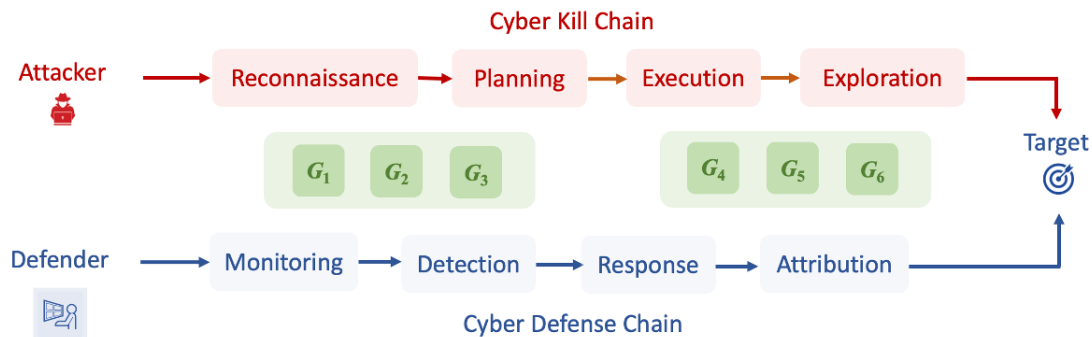 Cyber Kill Chain
Attacker
Reconnaissance
Planning
Execution
Exploration
G1
G2
G3
G4
G5
G6
Target
Defender
Monitoring
Detection
Response
Attribution
Cyber Defense Chain